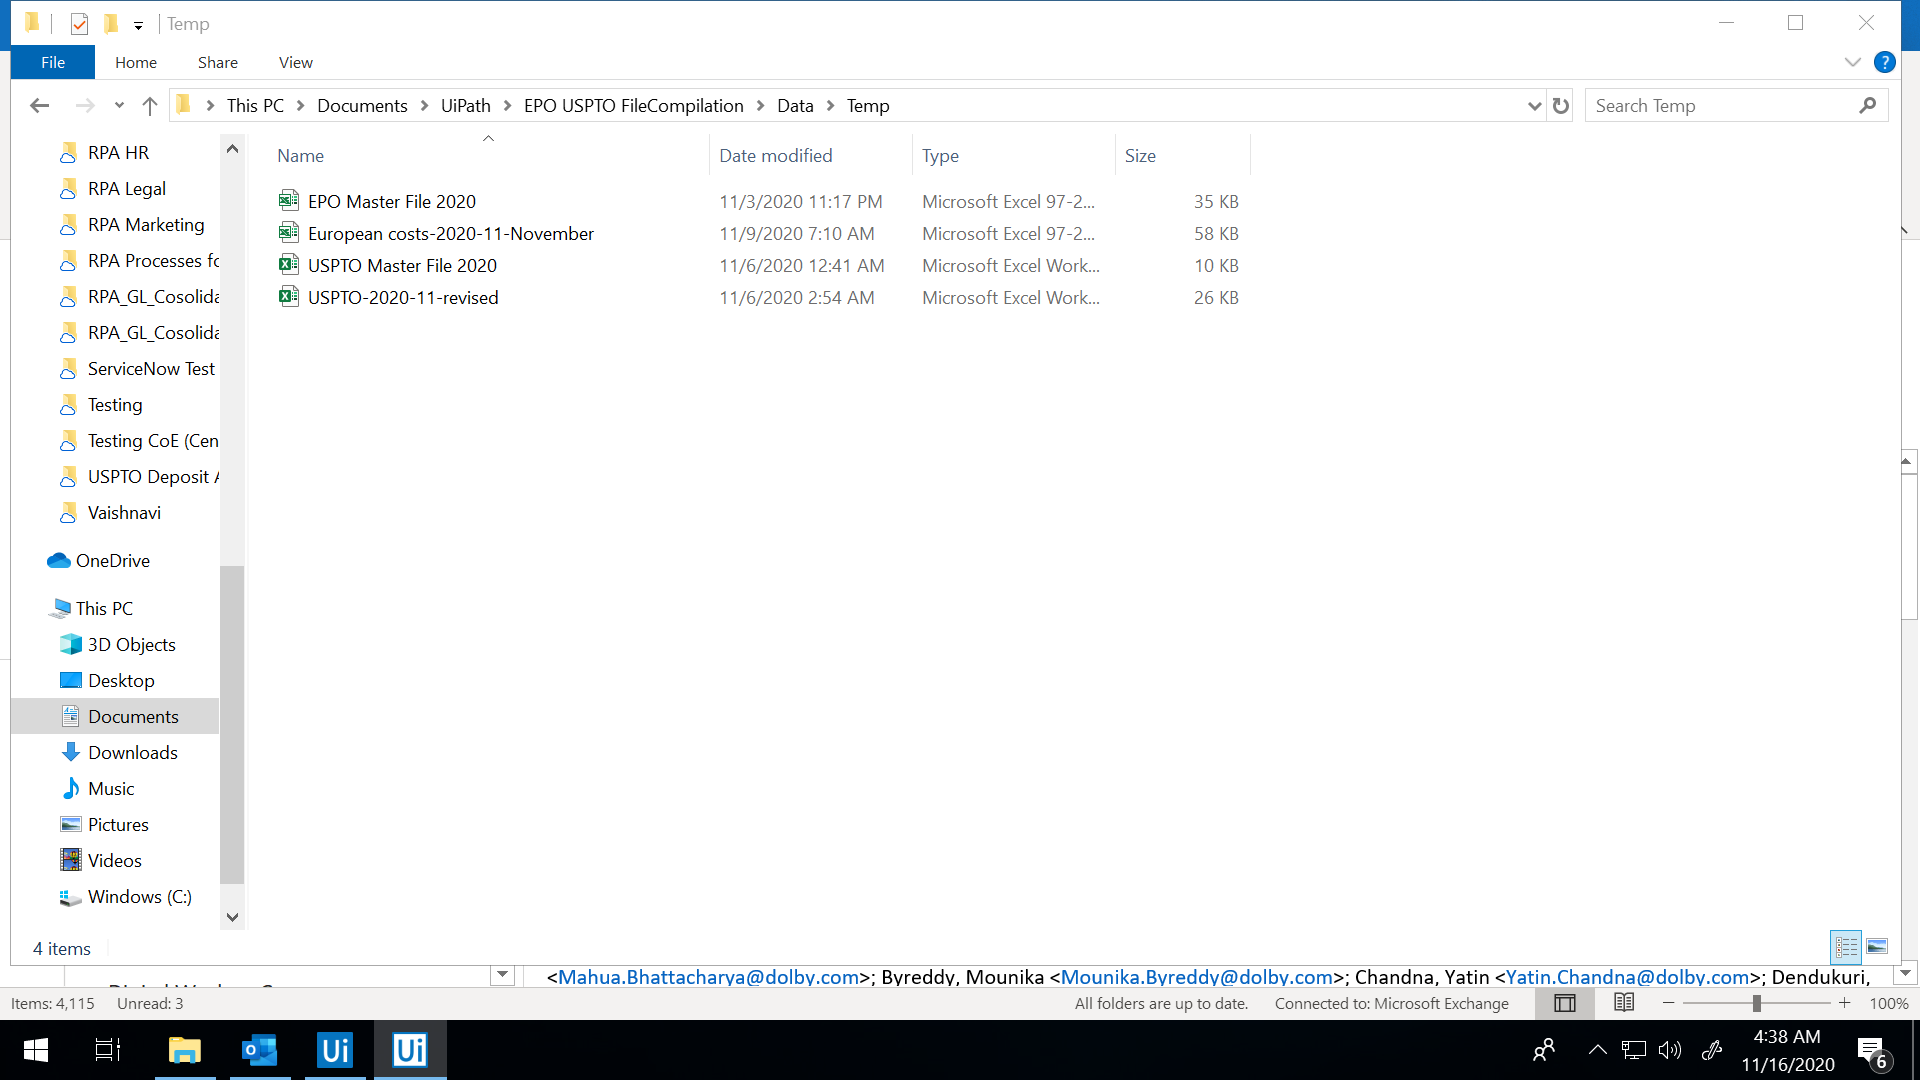 Temp
File Home Share View
This PC Documents UiPath EPO USPTO FileCompilation Data Temp Search Temp
Name Date modified Type Size
EPO Master File 2020 11/3/2020 11:17 PM Microsoft Excel 97-2... 35 KB
European costs-2020-11-November 11/9/2020 7:10 AM Microsoft Excel 97-2... 58 KB
USPTO Master File 2020 11/6/2020 12:41 AM Microsoft Excel Work... 10 KB
USPTO-2020-11-revised 11/6/2020 2:54 AM Microsoft Excel Work... 26 KB
RPA HR
RPA Legal
RPA Marketing
RPA Processes fo
RPA_GL_Cosolida
RPA_GL_Cosolida
ServiceNow Test
Testing
Testing CoE (Cen
USPTO Deposit A
Vaishnavi
OneDrive
This PC
3D Objects
Desktop
Documents
Downloads
Music
Pictures
Videos
Windows (C:)
4 items
<Mahua.Bhattacharya@dolby.com>; Byreddy, Mounika <Mounika.Byreddy@dolby.com>; Chandna, Yatin <Yatin.Chandna@dolby.com>; Dendukuri,
Items: 4,115 Unread: 3 All folders are up to date. Connected to: Microsoft Exchange 100%
Ui Ui
4:38 AM
11/16/2020
6